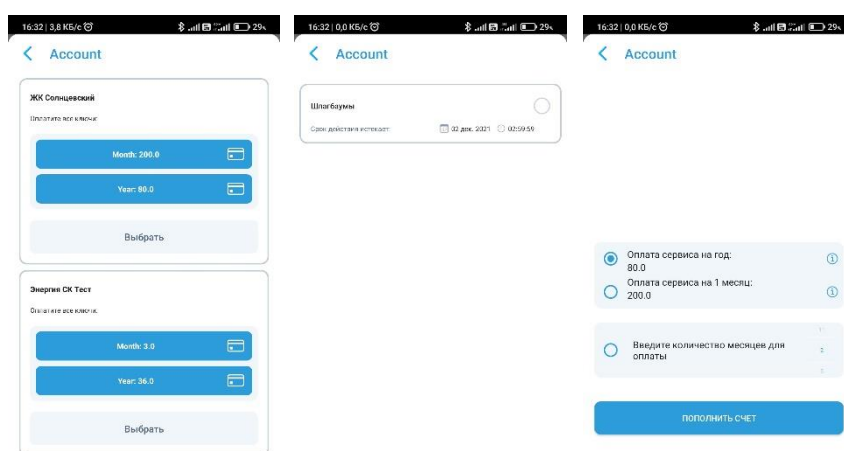 16:32 | 3,8 КБ/с
29
Account
ЖК Солнцевский
Оплатите все ключи:
Month: 200.0
Year: 80.0
Выбрать
Энергия СК Тест
Оплатите все ключи:
Month: 3.0
Year: 36.0
Выбрать
16:32 | 0,0 КБ/с
29
Account
Шлагбаумы
Срок действия истекает
02 дек. 2021
02:59:59
16:32 | 0,0 КБ/с
29
Account
Оплата сервиса на год:
80.0
Оплата сервиса на 1 месяц:
200.0
Введите количество месяцев для
оплаты
ПОПОЛНИТЬ СЧЕТ